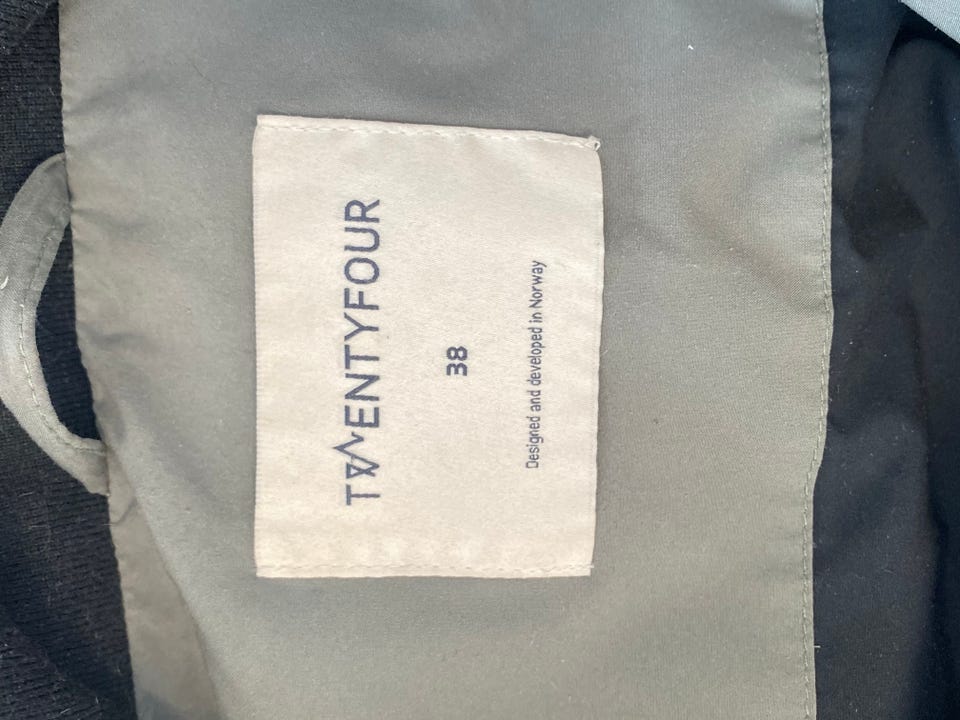 TWENTYFOUR
38
Designed and developed in Norway